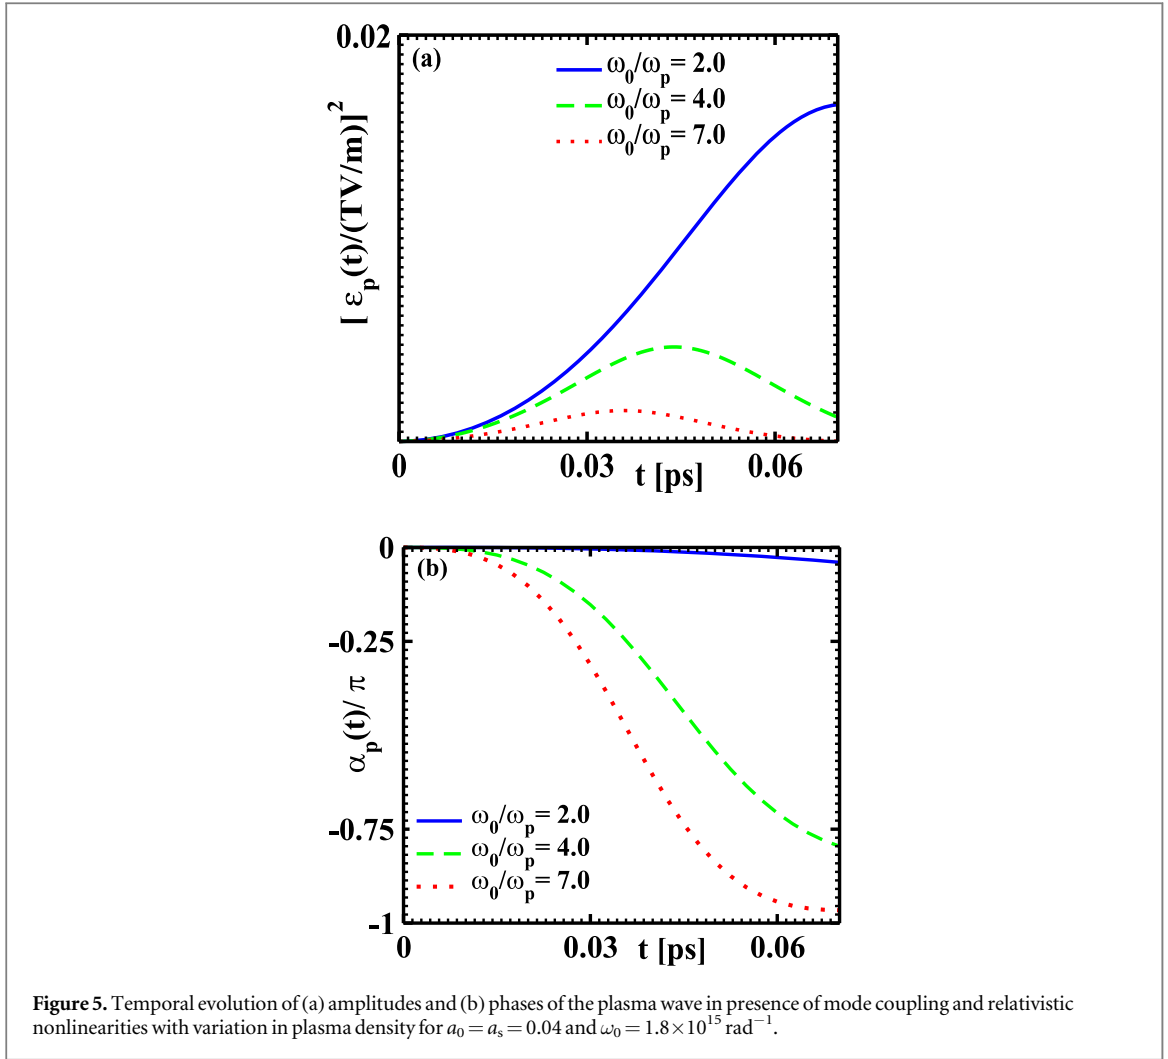 0.02
(a)
ω₀/ωₚ= 2.0
ω₀/ωₚ= 4.0
ω₀/ωₚ= 7.0
[ εₚ(t)/(TV/m)]²
0
0.03
t [ps]
0.06
0
(b)
-0.25
αₚ(t)/ π
ω₀/ωₚ= 2.0
-0.75
ω₀/ωₚ= 4.0
ω₀/ωₚ= 7.0
-1
0
0.03
t [ps]
0.06
Figure 5. Temporal evolution of (a) amplitudes and (b) phases of the plasma wave in presence of mode coupling and relativistic
nonlinearities with variation in plasma density for a₀ = aₛ = 0.04 and ω₀ = 1.8×10¹⁵ rad⁻¹.